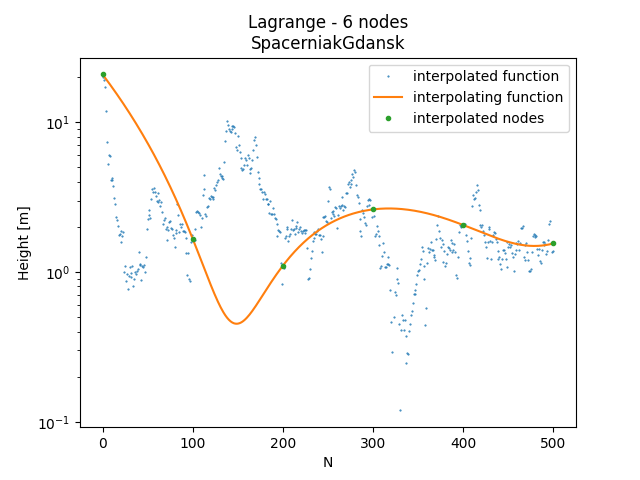 Lagrange - 6 nodes
SpacerniakGdansk
interpolated function
interpolating function
interpolated nodes
10¹
10⁰
10⁻¹
Height [m]
0 100 200 300 400 500
N